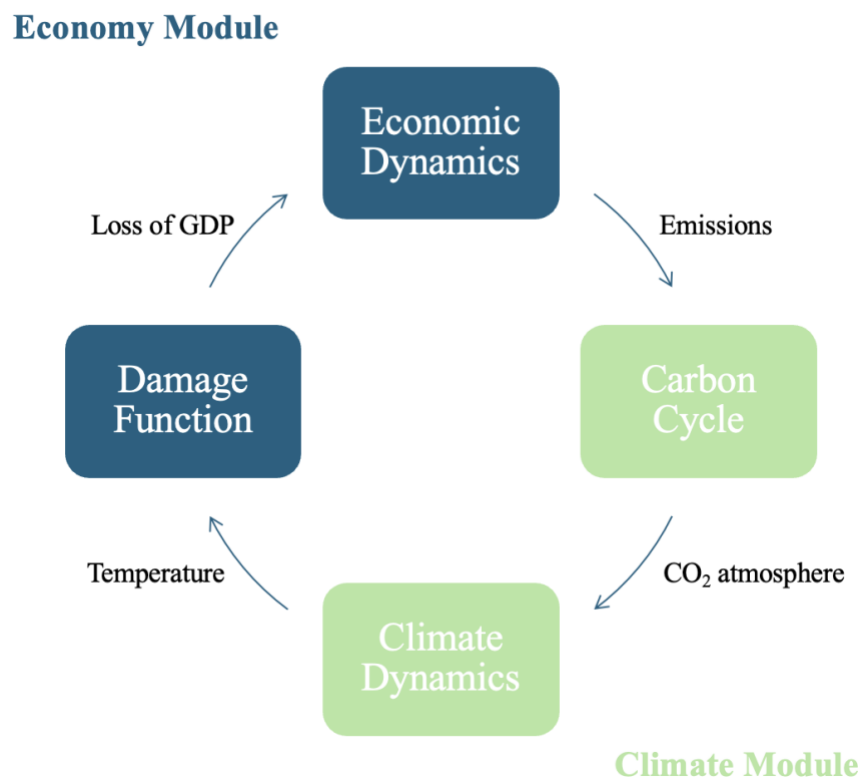 Economy Module
Economic
Dynamics
Loss of GDP
Emissions
Damage
Function
Carbon
Cycle
Temperature
CO₂ atmosphere
Climate
Dynamics
Climate Module